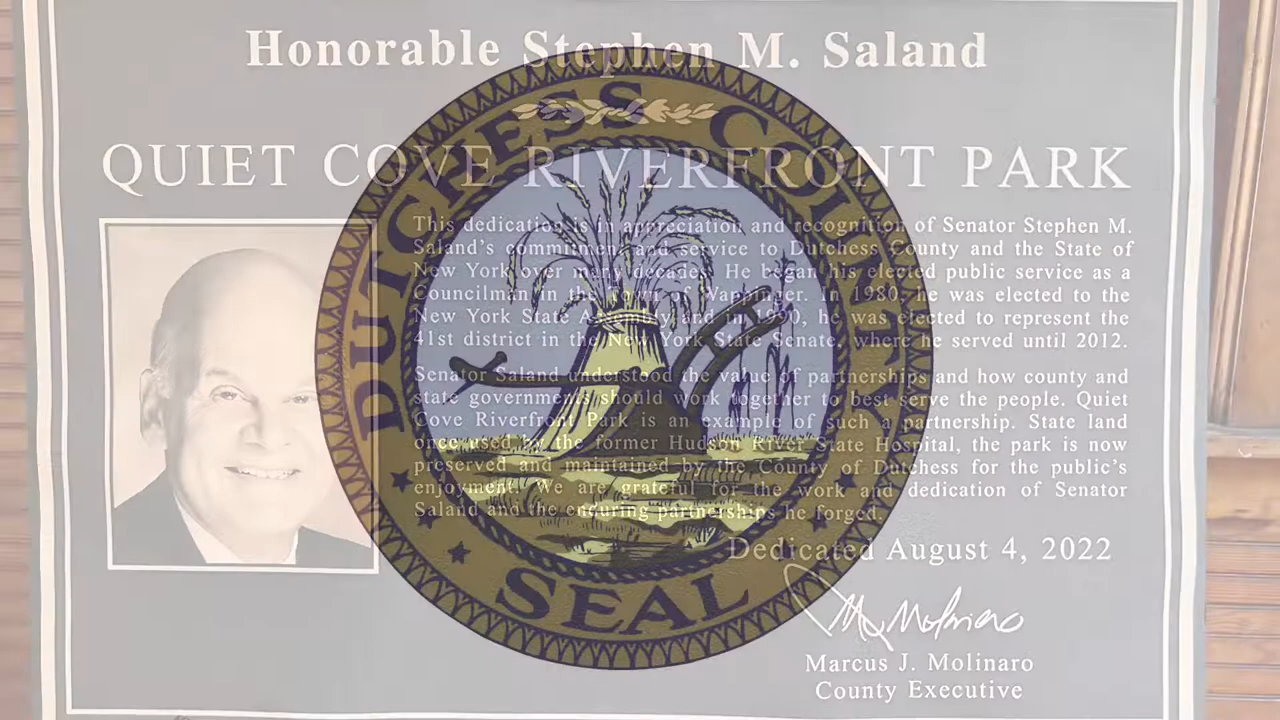 Honorable Stephen M. Saland
QUIET COVE RIVERFRONT PARK
This dedication is in appreciation and recognition of Senator Stephen M.
Saland's commitment and service to Dutchess County and the State of
New York over many decades. He began his elected public service as a
Councilman in the Town of Wappinger. In 1980, he was elected to the
New York State Assembly and in 1990, he was elected to represent the
41st district in the New York State Senate, where he served until 2012.
Senator Saland understood the value of partnerships and how county and
state governments should work together to best serve the people. Quiet
Cove Riverfront Park is an example of such a partnership. State land
once used by the former Hudson River State Hospital, the park is now
preserved and maintained by the County of Dutchess for the public's
enjoyment. We are grateful for the work and dedication of Senator
Saland and the enduring partnerships he forged.
Dedicated August 4, 2022
M Molinaro
Marcus J. Molinaro
County Executive
DUTCHESS COUNTY
SEAL